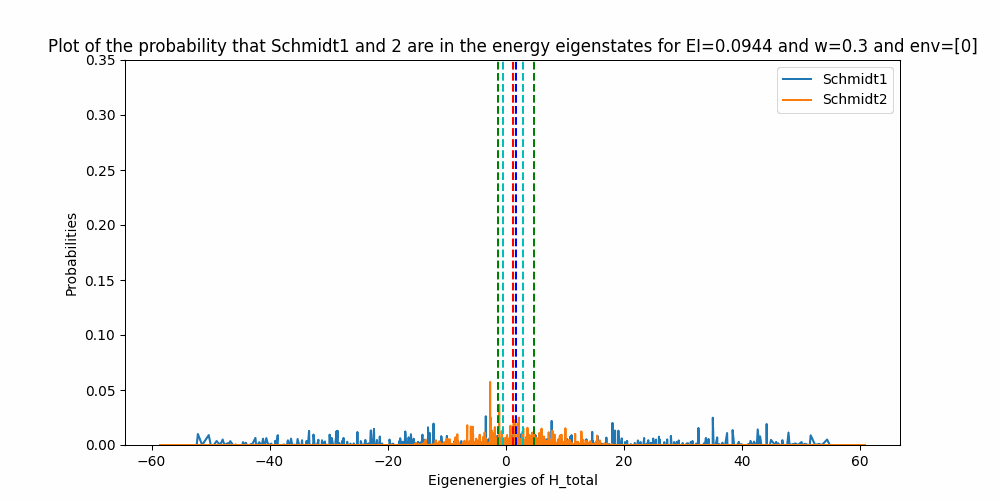 Plot of the probability that Schmidt1 and 2 are in the energy eigenstates for EI=0.0944 and w=0.3 and env=[0]
0.35
0.30
0.25
0.20
0.15
0.10
0.05
0.00
Probabilities
Schmidt1
Schmidt2
−60 −40 −20 0 20 40 60
Eigenenergies of H_total